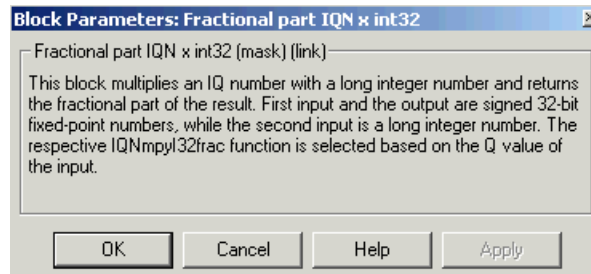 Block Parameters: Fractional part IQN x int32
Fractional part IQN x int32 (mask) (link)
This block multiplies an IQ number with a long integer number and returns
the fractional part of the result. First input and the output are signed 32-bit
fixed-point numbers, while the second input is a long integer number. The
respective IQNmpyI32frac function is selected based on the Q value of
the input.
OK Cancel Help Apply